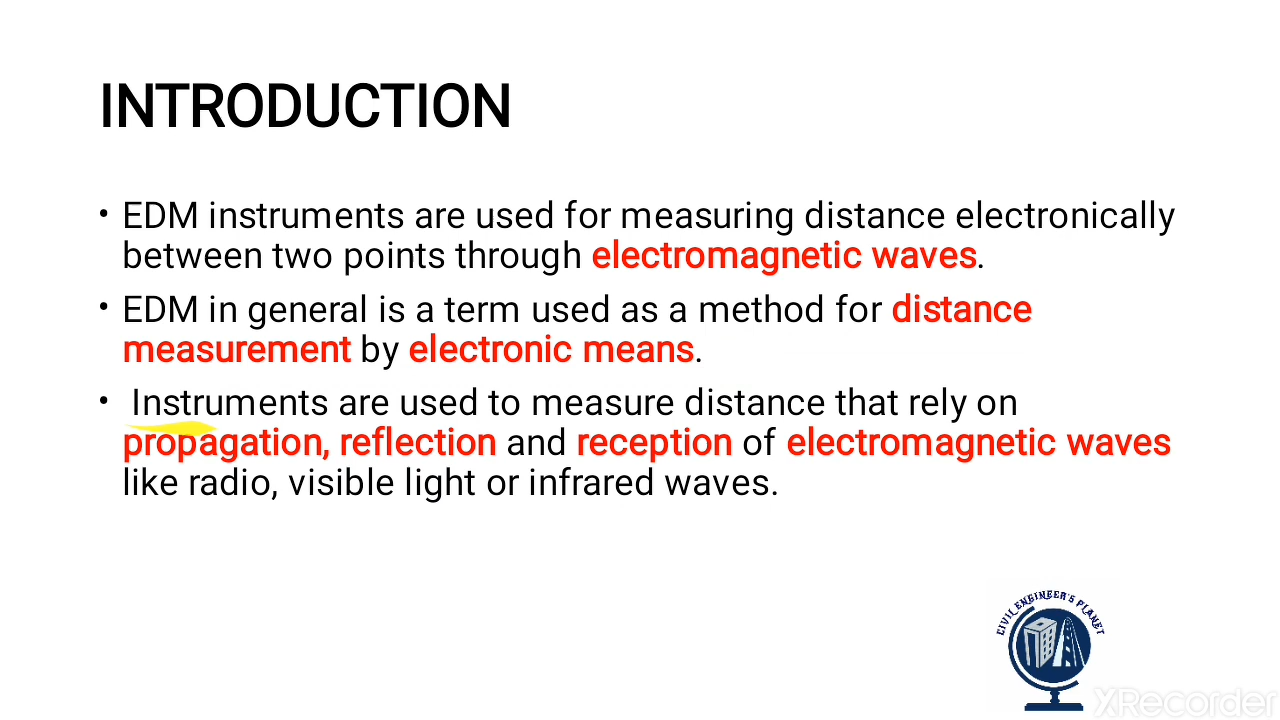 INTRODUCTION
• EDM instruments are used for measuring distance electronically
between two points through electromagnetic waves.
• EDM in general is a term used as a method for distance
measurement by electronic means.
• Instruments are used to measure distance that rely on
propagation, reflection and reception of electromagnetic waves
like radio, visible light or infrared waves.
CIVIL ENGINEER'S PLANET
XRecorder